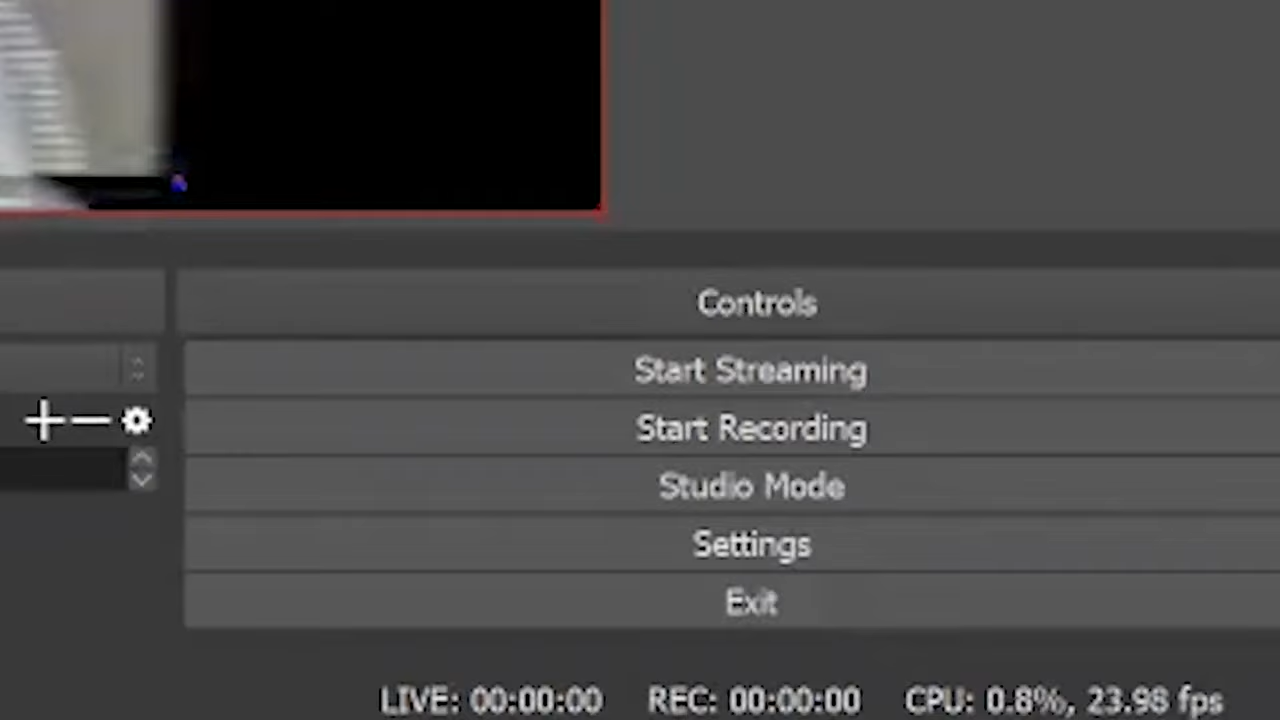 Controls
Start Streaming
Start Recording
Studio Mode
Settings
Exit
LIVE: 00:00:00 REC: 00:00:00 CPU: 0.8%, 23.98 fps